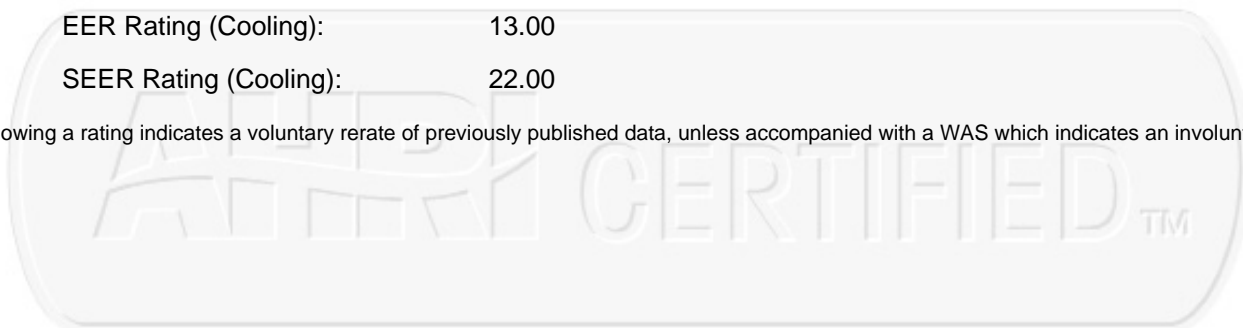 EER Rating (Cooling): 13.00
SEER Rating (Cooling): 22.00
owing a rating indicates a voluntary rerate of previously published data, unless accompanied with a WAS which indicates an involun
AHRI CERTIFIED TM